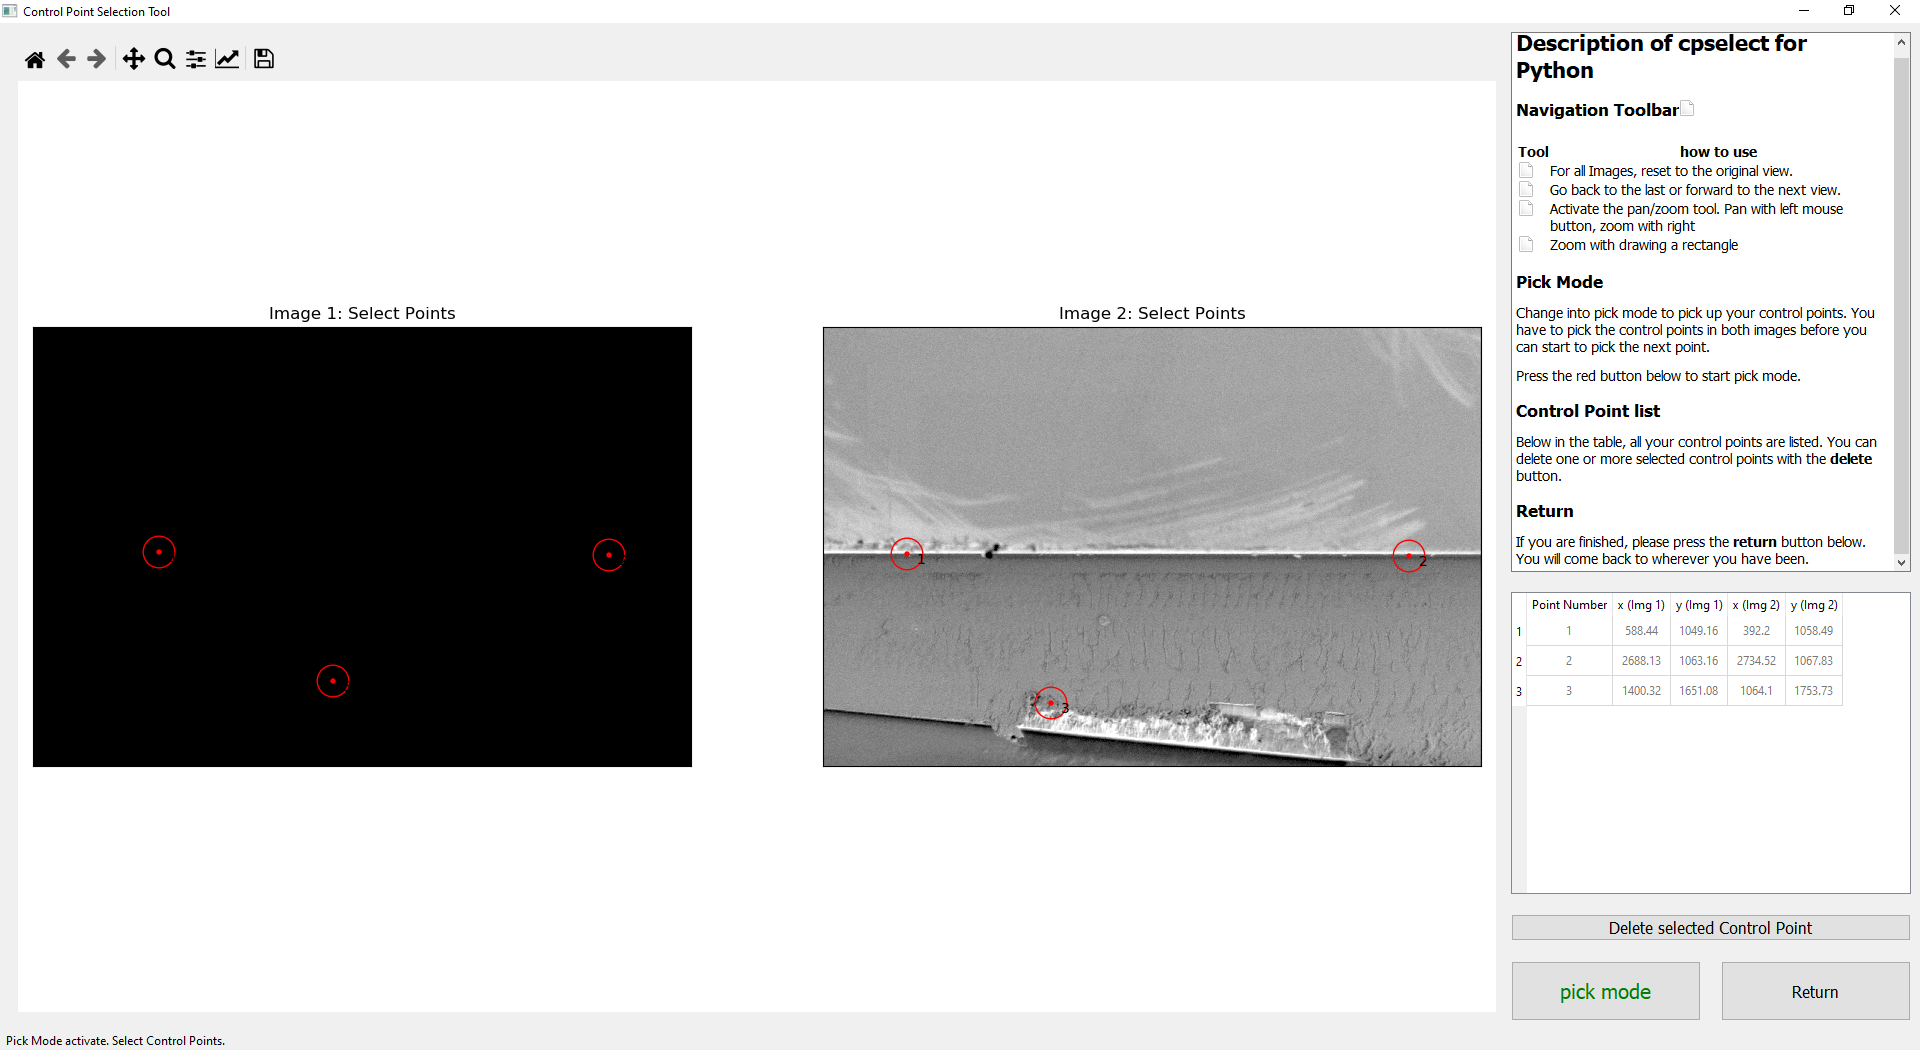 Control Point Selection Tool
Image 1: Select Points
Image 2: Select Points
1
2
3
Description of cpselect for
Python
Navigation Toolbar
Tool how to use
For all Images, reset to the original view.
Go back to the last or forward to the next view.
Activate the pan/zoom tool. Pan with left mouse
button, zoom with right
Zoom with drawing a rectangle
Pick Mode
Change into pick mode to pick up your control points. You
have to pick the control points in both images before you
can start to pick the next point.
Press the red button below to start pick mode.
Control Point list
Below in the table, all your control points are listed. You can
delete one or more selected control points with the delete
button.
Return
If you are finished, please press the return button below.
You will come back to wherever you have been.
Point Number x (Img 1) y (Img 1) x (Img 2) y (Img 2)
1 1 588.44 1049.16 392.2 1058.49
2 2 2688.13 1063.16 2734.52 1067.83
3 3 1400.32 1651.08 1064.1 1753.73
Delete selected Control Point
pick mode
Return
Pick Mode activate. Select Control Points.